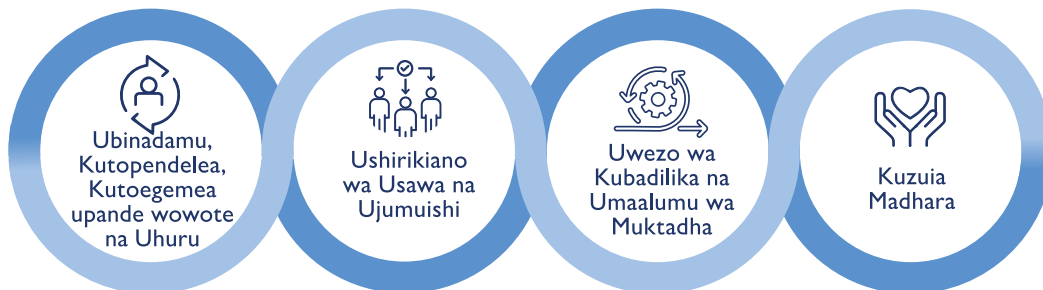 Ubinadamu,
Kutopendelea,
Kutoegemea
upande wowote
na Uhuru
Ushirikiano
wa Usawa na
Ujumuishi
Uwezo wa
Kubadilika na
Umaalumu wa
Muktadha
Kuzuia
Madhara